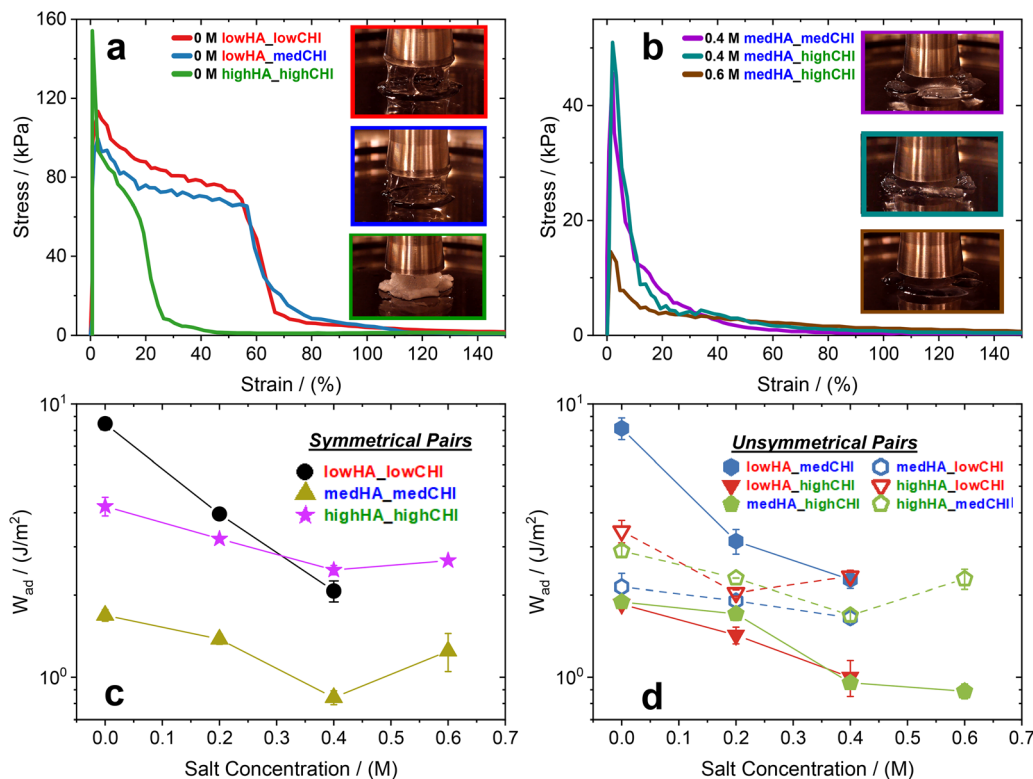 a
0 M lowHA_lowCHI
0 M lowHA_medCHI
0 M highHA_highCHI
160
120
80
40
0
Stress / (kPa)
0 20 40 60 80 100 120 140
Strain / (%)
b
0.4 M medHA_medCHI
0.4 M medHA_highCHI
0.6 M medHA_highCHI
40
20
0
Stress / (kPa)
0 20 40 60 80 100 120 140
Strain / (%)
c
Symmetrical Pairs
lowHA_lowCHI
medHA_medCHI
highHA_highCHI
10¹
10⁰
W_ad / (J/m²)
0.0 0.1 0.2 0.3 0.4 0.5 0.6 0.7
Salt Concentration / (M)
d
Unsymmetrical Pairs
lowHA_medCHI medHA_lowCHI
lowHA_highCHI highHA_lowCHI
medHA_highCHI highHA_medCHI
10¹
10⁰
W_ad / (J/m²)
0.0 0.1 0.2 0.3 0.4 0.5 0.6 0.7
Salt Concentration / (M)